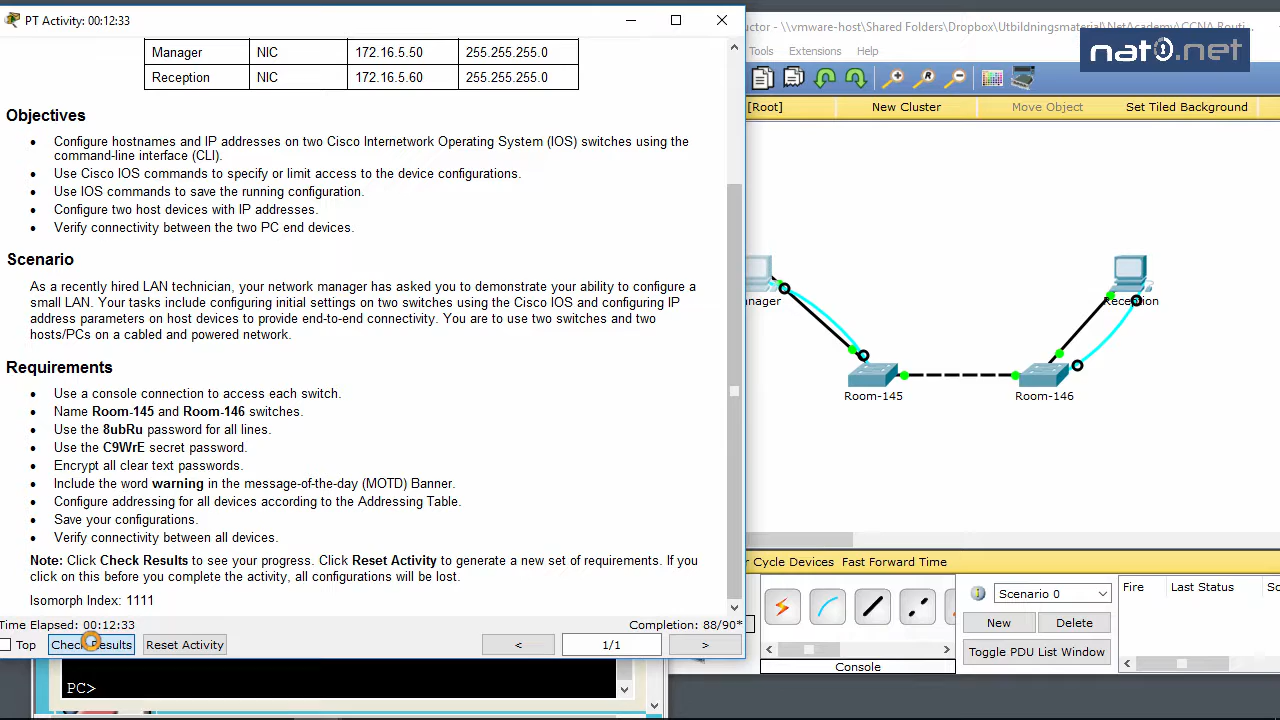 PT Activity: 00:12:33
Manager NIC 172.16.5.50 255.255.255.0
Reception NIC 172.16.5.60 255.255.255.0
Objectives
Configure hostnames and IP addresses on two Cisco Internetwork Operating System (IOS) switches using the
command-line interface (CLI).
Use Cisco IOS commands to specify or limit access to the device configurations.
Use IOS commands to save the running configuration.
Configure two host devices with IP addresses.
Verify connectivity between the two PC end devices.
Scenario
As a recently hired LAN technician, your network manager has asked you to demonstrate your ability to configure a
small LAN. Your tasks include configuring initial settings on two switches using the Cisco IOS and configuring IP
address parameters on host devices to provide end-to-end connectivity. You are to use two switches and two
hosts/PCs on a cabled and powered network.
Requirements
Use a console connection to access each switch.
Name Room-145 and Room-146 switches.
Use the 8ubRu password for all lines.
Use the C9WrE secret password.
Encrypt all clear text passwords.
Include the word warning in the message-of-the-day (MOTD) Banner.
Configure addressing for all devices according to the Addressing Table.
Save your configurations.
Verify connectivity between all devices.
Note: Click Check Results to see your progress. Click Reset Activity to generate a new set of requirements. If you
click on this before you complete the activity, all configurations will be lost.
Isomorph Index: 1111
Time Elapsed: 00:12:33 Completion: 88/90*
Top Check Results Reset Activity < 1/1 >
PC>
uctor - \\vmware-host\Shared Folders\Dropbox\Utbildningsmaterial\NetAcademy\CCNA Routi...
Tools Extensions Help
nat0.net
[Root] New Cluster Move Object Set Tiled Background
anager
Reception
Room-145
Room-146
r Cycle Devices Fast Forward Time
Console
Scenario 0
New Delete
Toggle PDU List Window
Fire Last Status So